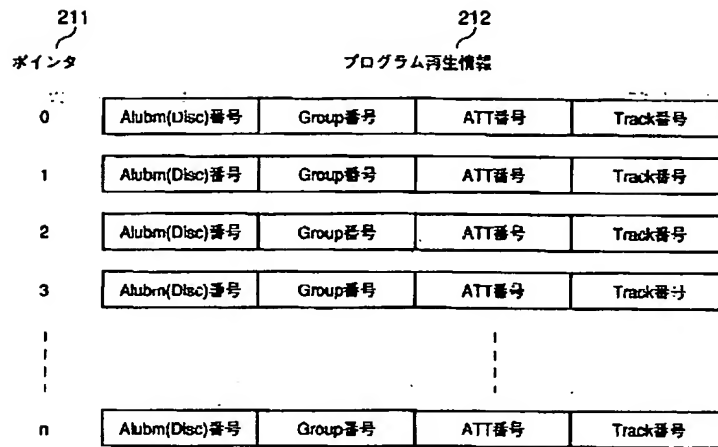 211 212
ポインタ プログラム再生情報
0 Alubm(Disc)番号 Group番号 ATT番号 Track番号
1 Alubm(Disc)番号 Group番号 ATT番号 Track番号
2 Alubm(Disc)番号 Group番号 ATT番号 Track番号
3 Alubm(Disc)番号 Group番号 ATT番号 Track番号
n Alubm(Disc)番号 Group番号 ATT番号 Track番号